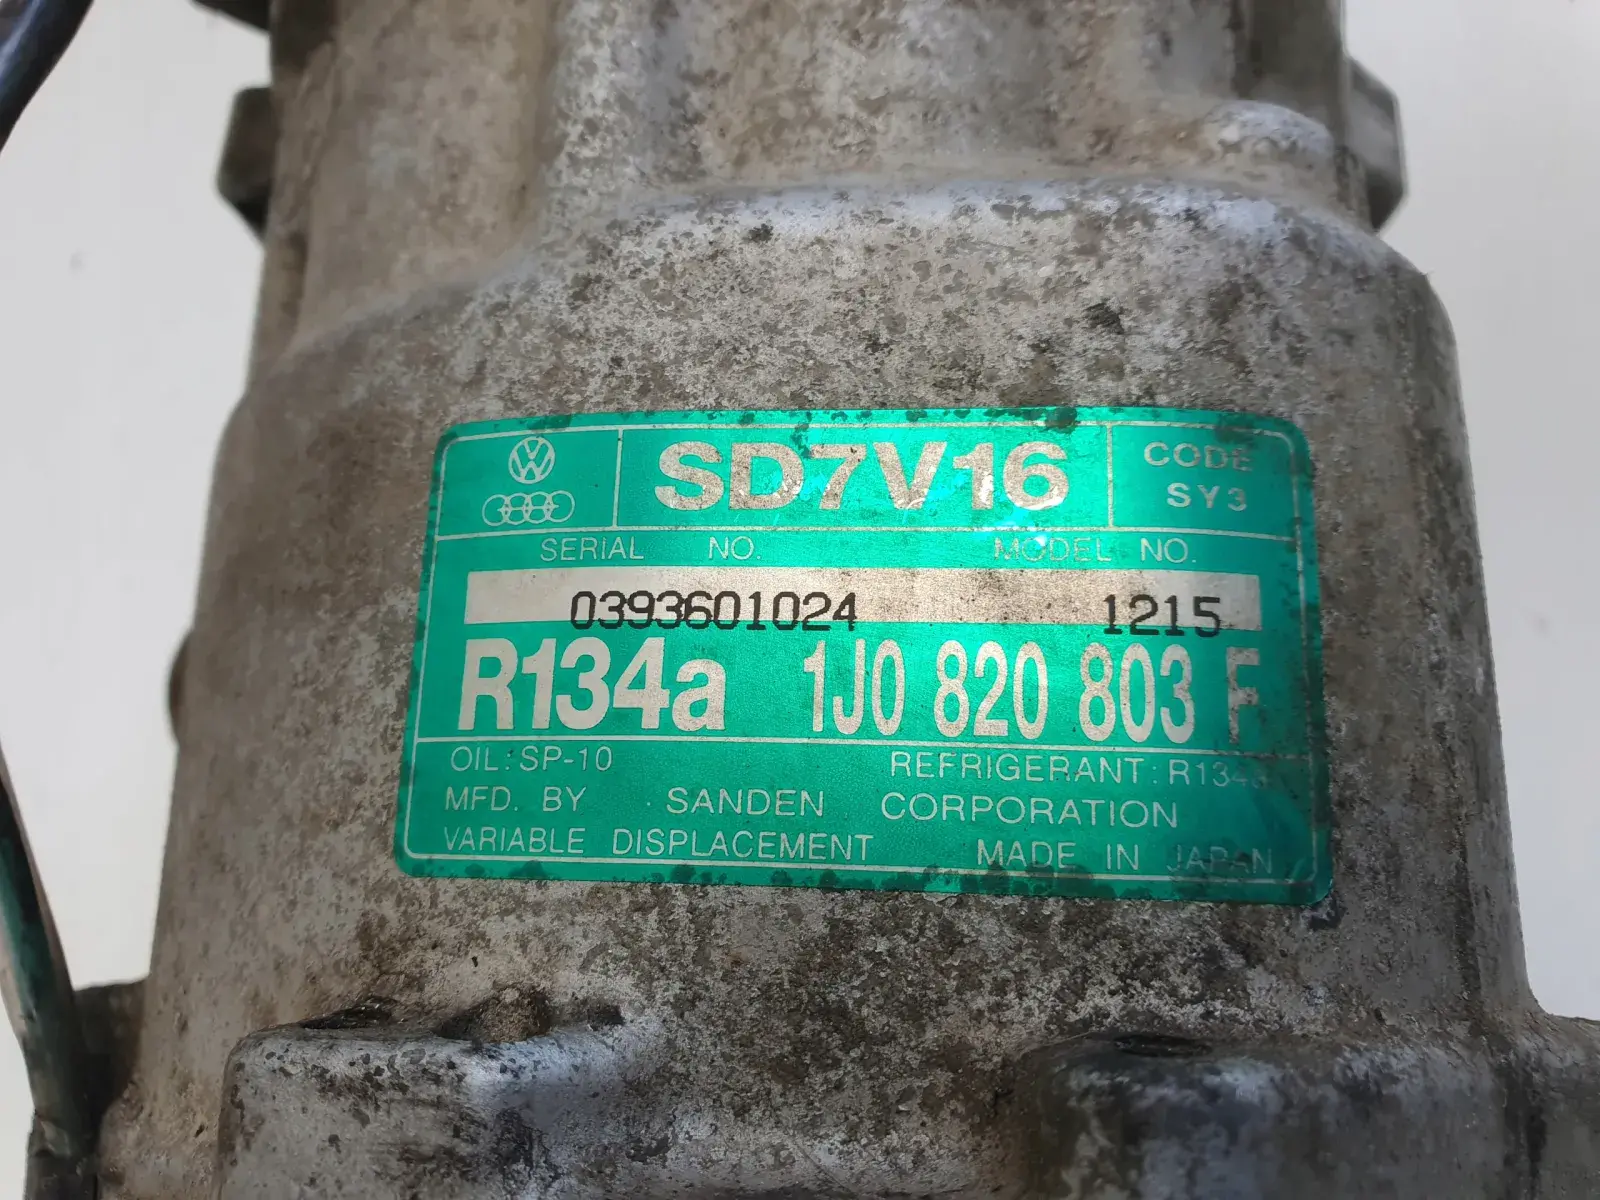 SD7V16
CODE
SY3
SERIAL NO. MODEL NO.
0393601024 1215
R134a 1J0 820 803 F
OIL: SP-10 REFRIGERANT: R134a
MFD. BY SANDEN CORPORATION
VARIABLE DISPLACEMENT MADE IN JAPAN